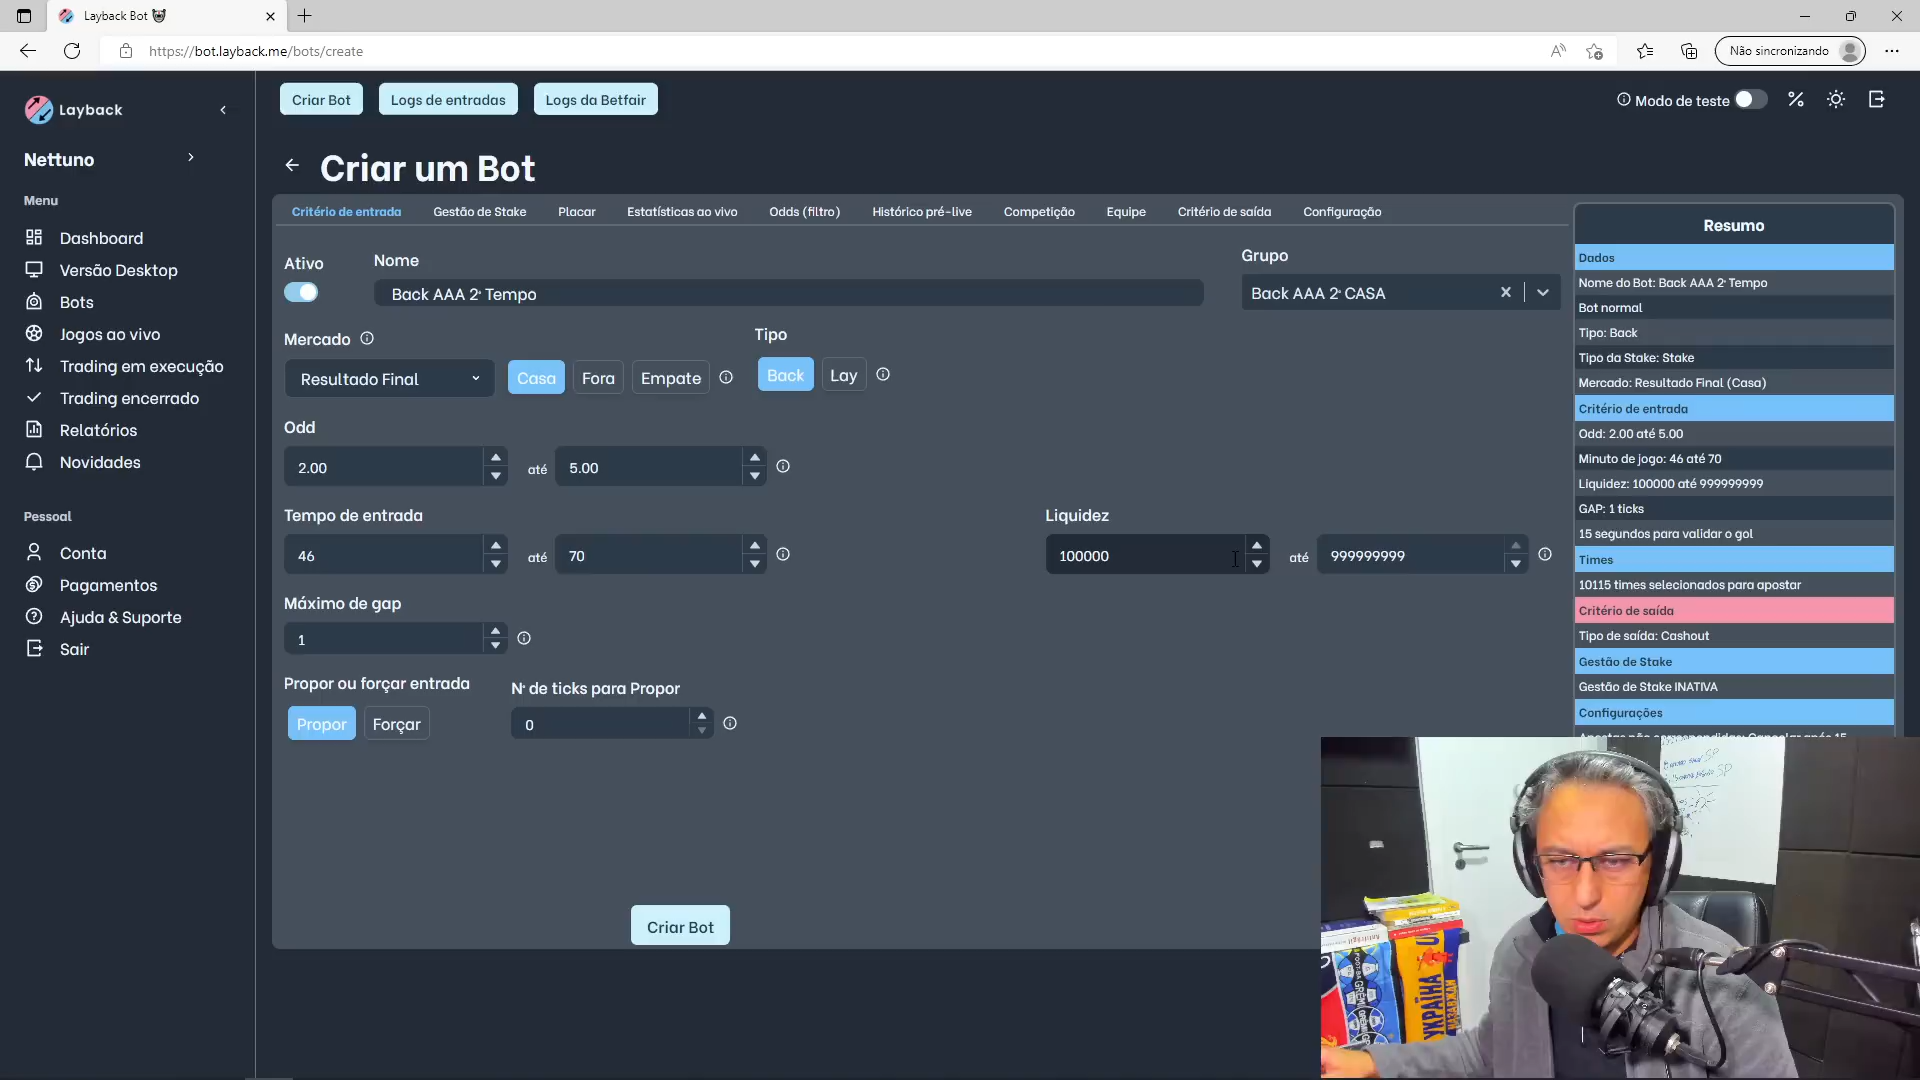 Layback Bot
https://bot.layback.me/bots/create
Não sincronizando
Layback
Criar Bot
Logs de entradas
Logs da Betfair
Modo de teste
Nettuno
Criar um Bot
Menu
Dashboard
Versão Desktop
Bots
Jogos ao vivo
Trading em execução
Trading encerrado
Relatórios
Novidades
Pessoal
Conta
Pagamentos
Ajuda & Suporte
Sair
Critério de entrada
Gestão de Stake
Placar
Estatísticas ao vivo
Odds (filtro)
Histórico pré-live
Competição
Equipe
Critério de saída
Configuração
Ativo
Nome
Back AAA 2º Tempo
Grupo
Back AAA 2º CASA
Mercado
Resultado Final
Casa
Fora
Empate
Tipo
Back
Lay
Odd
2.00
até
5.00
Tempo de entrada
46
até
70
Liquidez
100000
até
999999999
Máximo de gap
1
Propor ou forçar entrada
Propor
Forçar
Nº de ticks para Propor
0
Criar Bot
Resumo
Dados
Nome do Bot: Back AAA 2º Tempo
Bot normal
Tipo: Back
Tipo da Stake: Stake
Mercado: Resultado Final (Casa)
Critério de entrada
Odd: 2.00 até 5.00
Minuto de jogo: 46 até 70
Liquidez: 100000 até 999999999
GAP: 1 ticks
15 segundos para validar o gol
Times
10115 times selecionados para apostar
Critério de saída
Tipo de saída: Cashout
Gestão de Stake
Gestão de Stake INATIVA
Configurações
УКРАЇНА
НАЗАВЖДИ